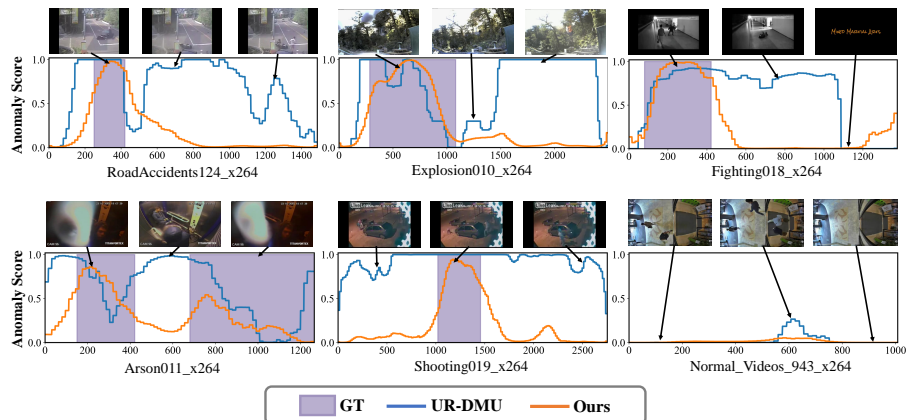 Mixed Martial Arts
Anomaly Score
1.0
0.5
0.0
0 200 400 600 800 1000 1200 1400
RoadAccidents124_x264
1.0
0.5
0.0
0 500 1000 1500 2000
Explosion010_x264
1.0
0.5
0.0
0 200 400 600 800 1000 1200
Fighting018_x264
Anomaly Score
1.0
0.5
0.0
0 200 400 600 800 1000 1200
Arson011_x264
1.0
0.5
0.0
0 500 1000 1500 2000 2500
Shooting019_x264
1.0
0.5
0.0
0 200 400 600 800 1000
Normal_Videos_943_x264
GT UR-DMU Ours